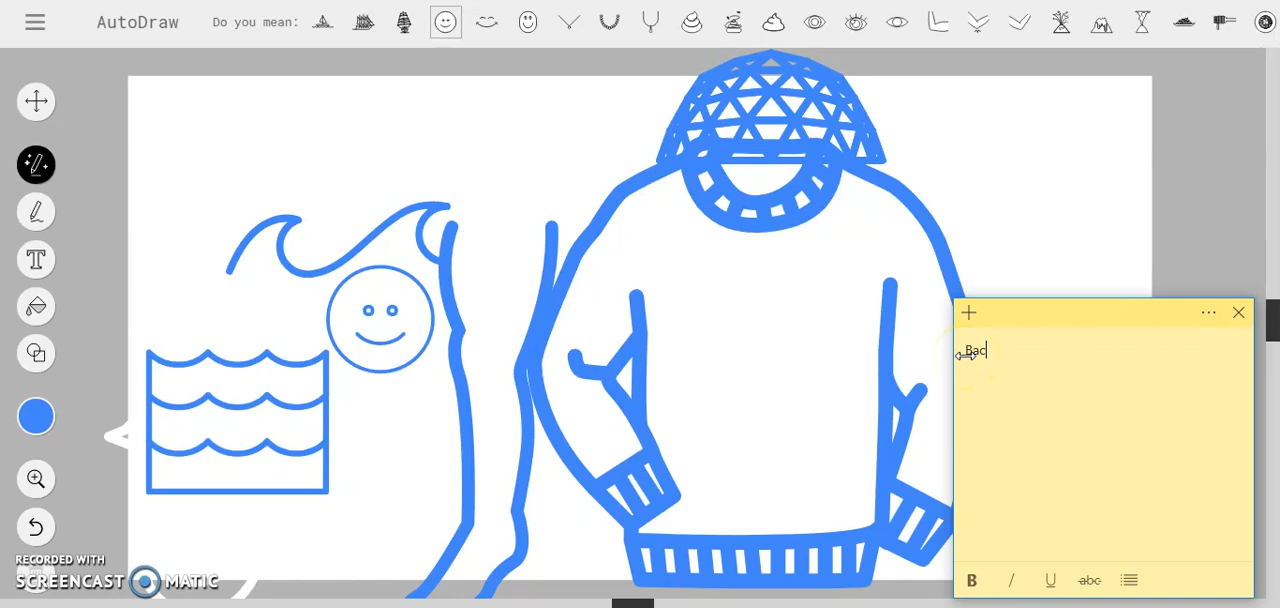 AutoDraw
Do you mean:
Bac
T
B / U abc
RECORDED WITH
SCREENCAST MATIC